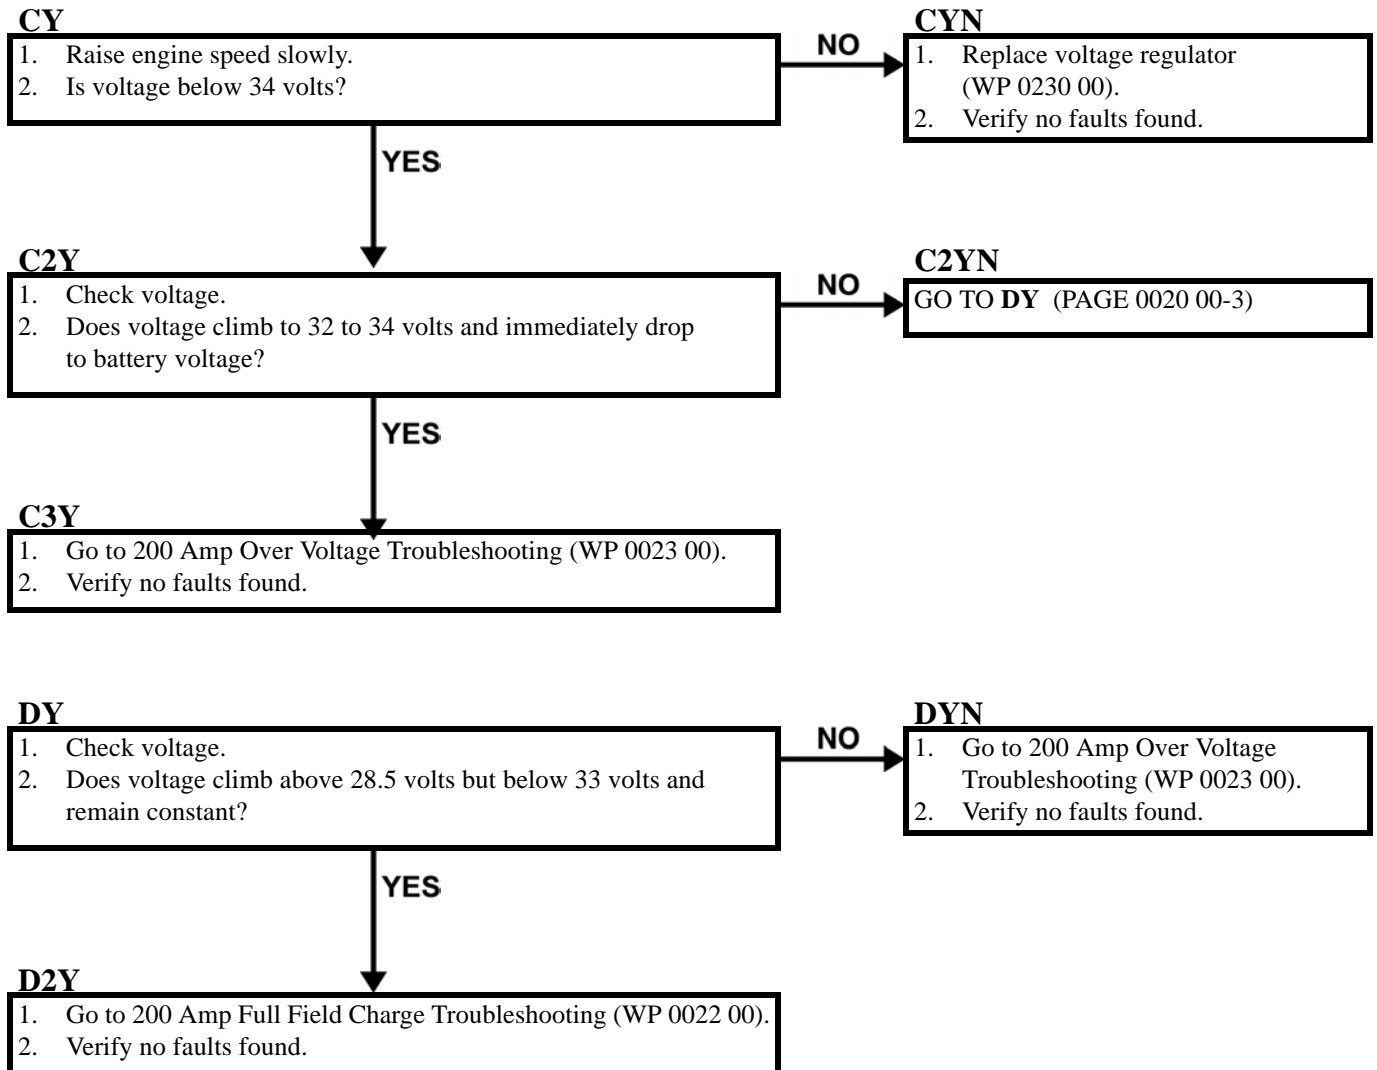 CY
1. Raise engine speed slowly.
2. Is voltage below 34 volts?
NO
CYN
1. Replace voltage regulator
(WP 0230 00).
2. Verify no faults found.
YES
C2Y
1. Check voltage.
2. Does voltage climb to 32 to 34 volts and immediately drop
to battery voltage?
NO
C2YN
GO TO DY (PAGE 0020 00-3)
YES
C3Y
1. Go to 200 Amp Over Voltage Troubleshooting (WP 0023 00).
2. Verify no faults found.
DY
1. Check voltage.
2. Does voltage climb above 28.5 volts but below 33 volts and
remain constant?
NO
DYN
1. Go to 200 Amp Over Voltage
Troubleshooting (WP 0023 00).
2. Verify no faults found.
YES
D2Y
1. Go to 200 Amp Full Field Charge Troubleshooting (WP 0022 00).
2. Verify no faults found.